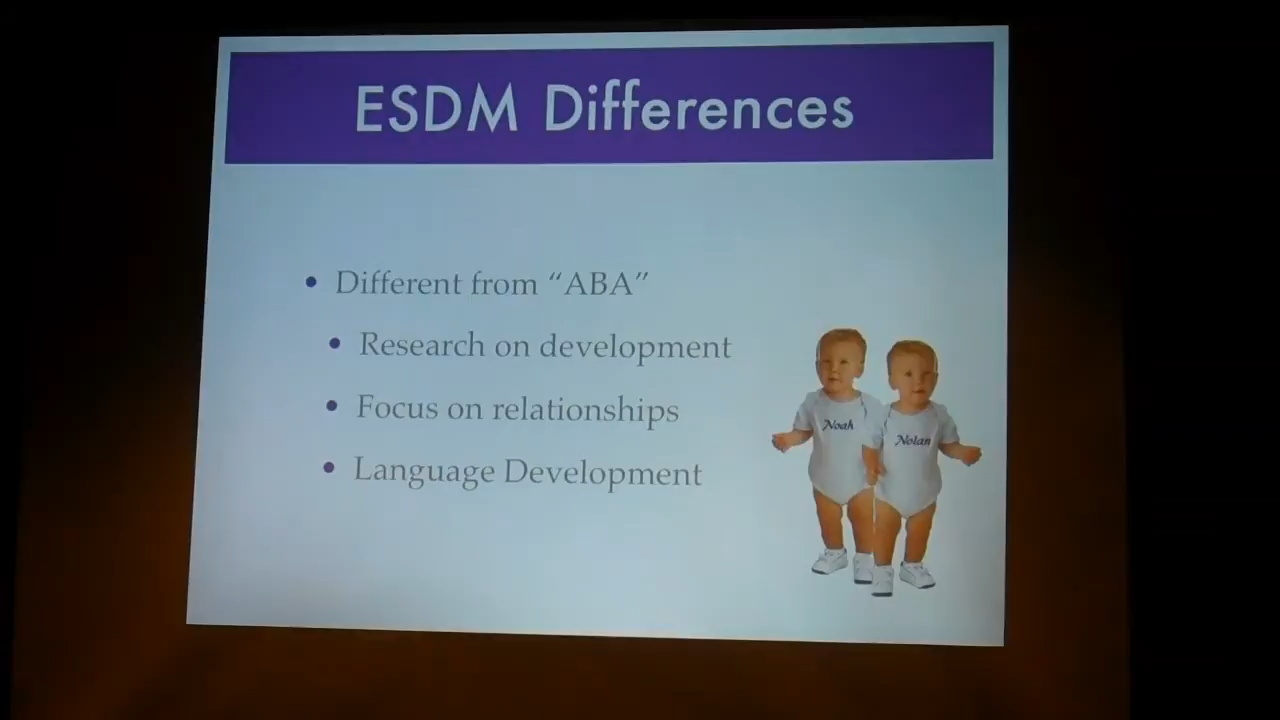 ESDM Differences
Different from “ABA”
Research on development
Focus on relationships
Language Development
Noah
Nolan